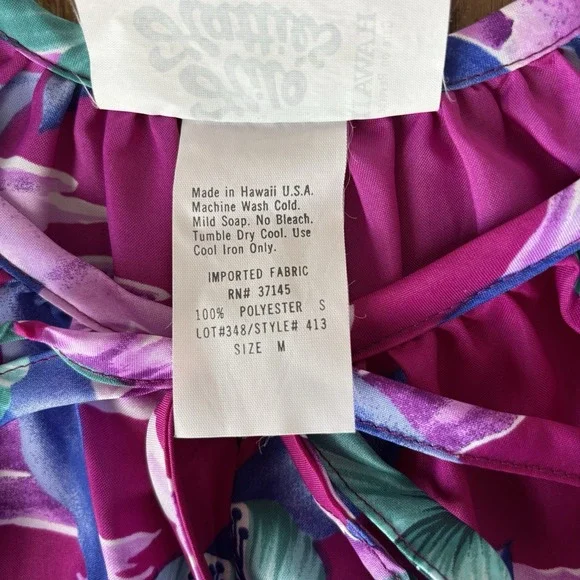 HAWAII
Made in Hawaii U.S.A.
Machine Wash Cold.
Mild Soap. No Bleach.
Tumble Dry Cool. Use
Cool Iron Only.
IMPORTED FABRIC
RN# 37145
100% POLYESTER S
LOT#348/STYLE# 413
SIZE M